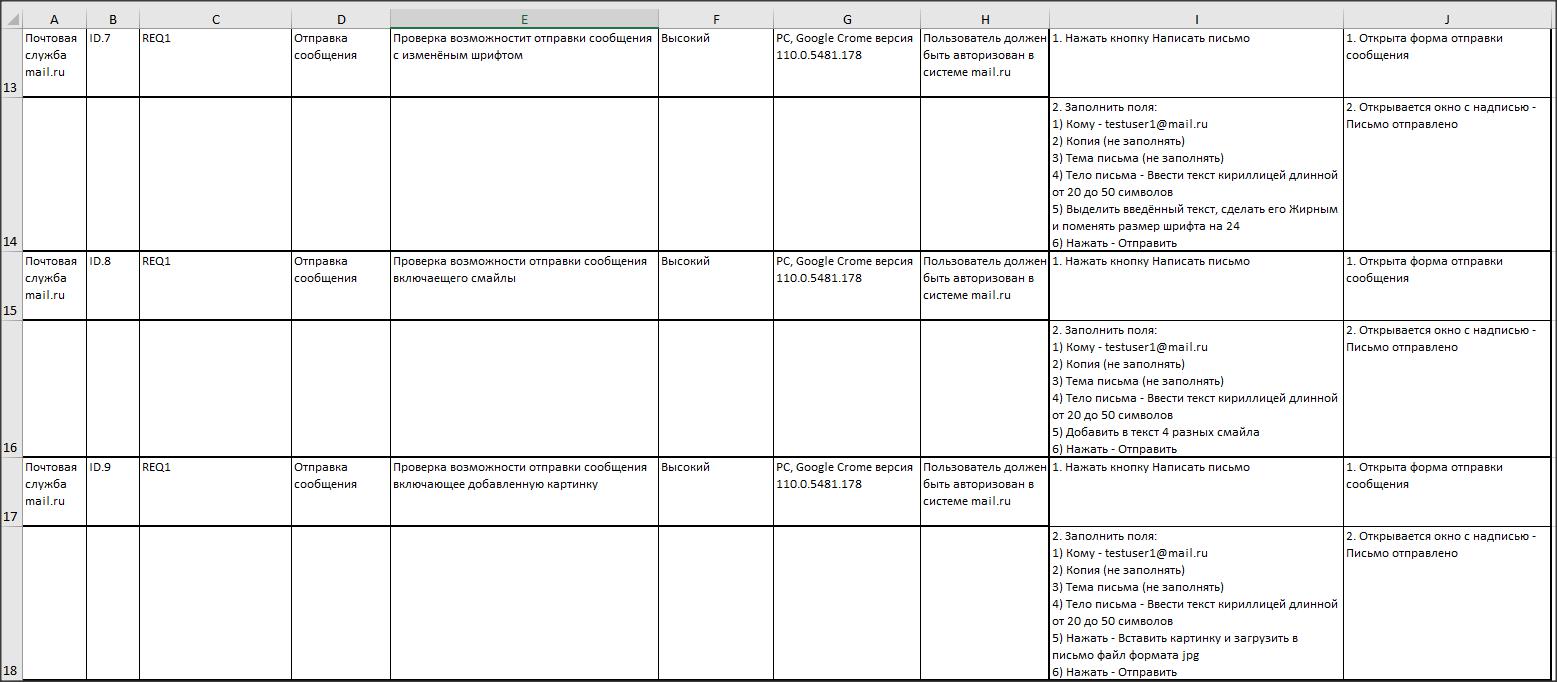 A B C D E F G H I J
13
Почтовая
служба
mail.ru
ID.7
REQ1
Отправка
сообщения
Проверка возможностит отправки сообщения
с изменёным шрифтом
Высокий
PC, Google Crome версия
110.0.5481.178
Пользователь должен
быть авторизован в
системе mail.ru
1. Нажать кнопку Написать письмо
1. Открыта форма отправки
сообщения
14
2. Заполнить поля:
1) Кому - testuser1@mail.ru
2) Копия (не заполнять)
3) Тема письма (не заполнять)
4) Тело письма - Ввести текст кириллицей длинной
от 20 до 50 символов
5) Выделить введённый текст, сделать его Жирным
и поменять размер шрифта на 24
6) Нажать - Отправить
2. Открывается окно с надписью -
Письмо отправлено
15
Почтовая
служба
mail.ru
ID.8
REQ1
Отправка
сообщения
Проверка возможности отправки сообщения
включаещего смайлы
Высокий
PC, Google Crome версия
110.0.5481.178
Пользователь должен
быть авторизован в
системе mail.ru
1. Нажать кнопку Написать письмо
1. Открыта форма отправки
сообщения
16
2. Заполнить поля:
1) Кому - testuser1@mail.ru
2) Копия (не заполнять)
3) Тема письма (не заполнять)
4) Тело письма - Ввести текст кириллицей длинной
от 20 до 50 символов
5) Добавить в текст 4 разных смайла
6) Нажать - Отправить
2. Открывается окно с надписью -
Письмо отправлено
17
Почтовая
служба
mail.ru
ID.9
REQ1
Отправка
сообщения
Проверка возможности отправки сообщения
включающее добавленную картинку
Высокий
PC, Google Crome версия
110.0.5481.178
Пользователь должен
быть авторизован в
системе mail.ru
1. Нажать кнопку Написать письмо
1. Открыта форма отправки
сообщения
18
2. Заполнить поля:
1) Кому - testuser1@mail.ru
2) Копия (не заполнять)
3) Тема письма (не заполнять)
4) Тело письма - Ввести текст кириллицей длинной
от 20 до 50 символов
5) Нажать - Вставить картинку и загрузить в
письмо файл формата jpg
6) Нажать - Отправить
2. Открывается окно с надписью -
Письмо отправлено